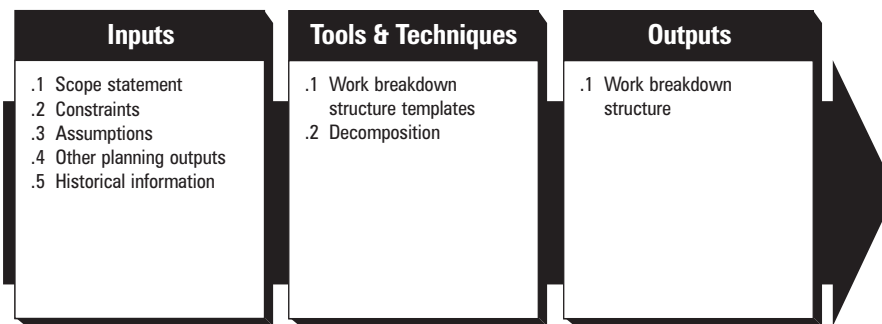 Inputs
.1 Scope statement
.2 Constraints
.3 Assumptions
.4 Other planning outputs
.5 Historical information
Tools & Techniques
.1 Work breakdown
structure templates
.2 Decomposition
Outputs
.1 Work breakdown
structure